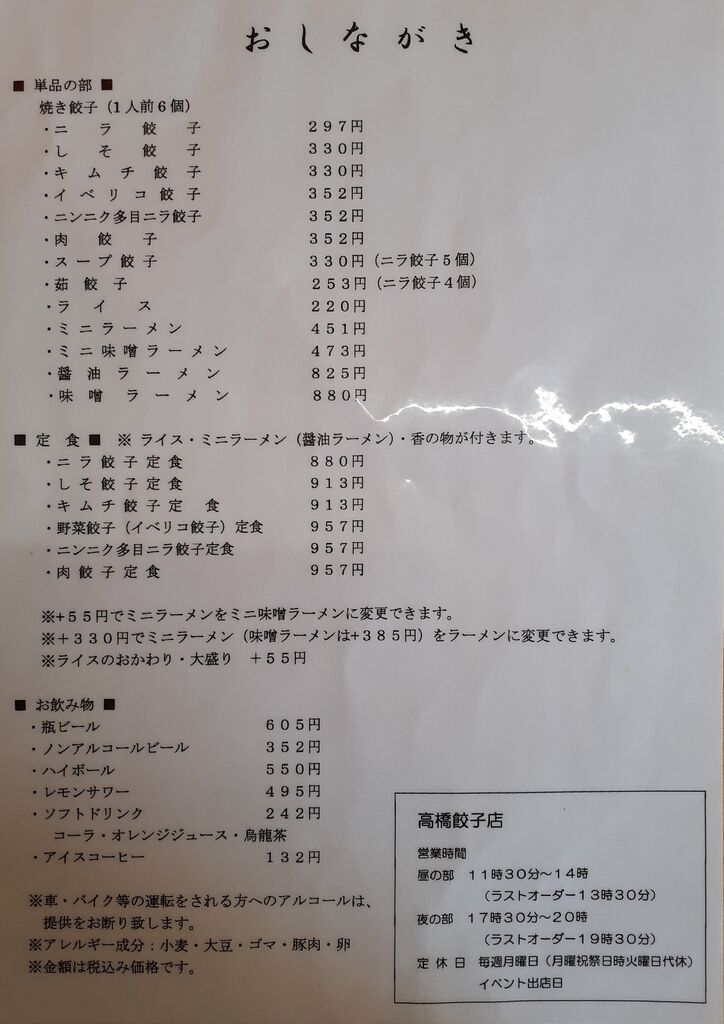 おしながき
■ 単品の部 ■
焼き餃子（1人前6個）
・ニラ餃子 ２９７円
・しそ餃子 ３３０円
・キムチ餃子 ３３０円
・イベリコ餃子 ３５２円
・ニンニク多目ニラ餃子 ３５２円
・肉餃子 ３５２円
・スープ餃子 ３３０円（ニラ餃子５個）
・茹餃子 ２５３円（ニラ餃子４個）
・ライス ２２０円
・ミニラーメン ４５１円
・ミニ味噌ラーメン ４７３円
・醤油ラーメン ８２５円
・味噌ラーメン ８８０円
■ 定食 ■ ※ ライス・ミニラーメン（醤油ラーメン）・香の物が付きます。
・ニラ餃子定食 ８８０円
・しそ餃子定食 ９１３円
・キムチ餃子定食 ９１３円
・野菜餃子（イベリコ餃子）定食 ９５７円
・ニンニク多目ニラ餃子定食 ９５７円
・肉餃子定食 ９５７円
※+５５円でミニラーメンをミニ味噌ラーメンに変更できます。
※＋３３０円でミニラーメン（味噌ラーメンは+３８５円）をラーメンに変更できます。
※ライスのおかわり・大盛り ＋５５円
■ お飲み物 ■
・瓶ビール ６０５円
・ノンアルコールビール ３５２円
・ハイボール ５５０円
・レモンサワー ４９５円
・ソフトドリンク ２４２円
コーラ・オレンジジュース・烏龍茶
・アイスコーヒー １３２円
※車・バイク等の運転をされる方へのアルコールは、
提供をお断り致します。
※アレルギー成分：小麦・大豆・ゴマ・豚肉・卵
※金額は税込み価格です。
高橋餃子店
営業時間
昼の部 １１時３０分～１４時
（ラストオーダー１３時３０分）
夜の部 １７時３０分～２０時
（ラストオーダー１９時３０分）
定休日 毎週月曜日（月曜祝祭日時火曜日代休）
イベント出店日